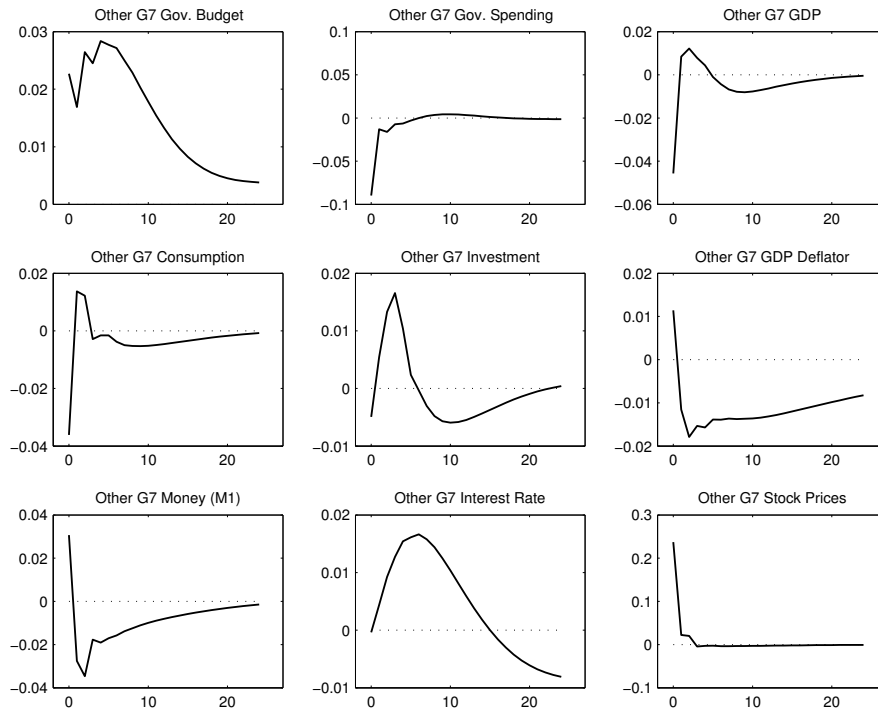 Other G7 Gov. Budget
0.03
0.02
0.01
0
0 10 20
Other G7 Gov. Spending
0.1
0.05
0
−0.05
−0.1
0 10 20
Other G7 GDP
0.02
0
−0.02
−0.04
−0.06
0 10 20
Other G7 Consumption
0.02
0
−0.02
−0.04
0 10 20
Other G7 Investment
0.02
0.01
0
−0.01
0 10 20
Other G7 GDP Deflator
0.02
0.01
0
−0.01
−0.02
0 10 20
Other G7 Money (M1)
0.04
0.02
0
−0.02
−0.04
0 10 20
Other G7 Interest Rate
0.02
0.01
0
−0.01
0 10 20
Other G7 Stock Prices
0.3
0.2
0.1
0
−0.1
0 10 20